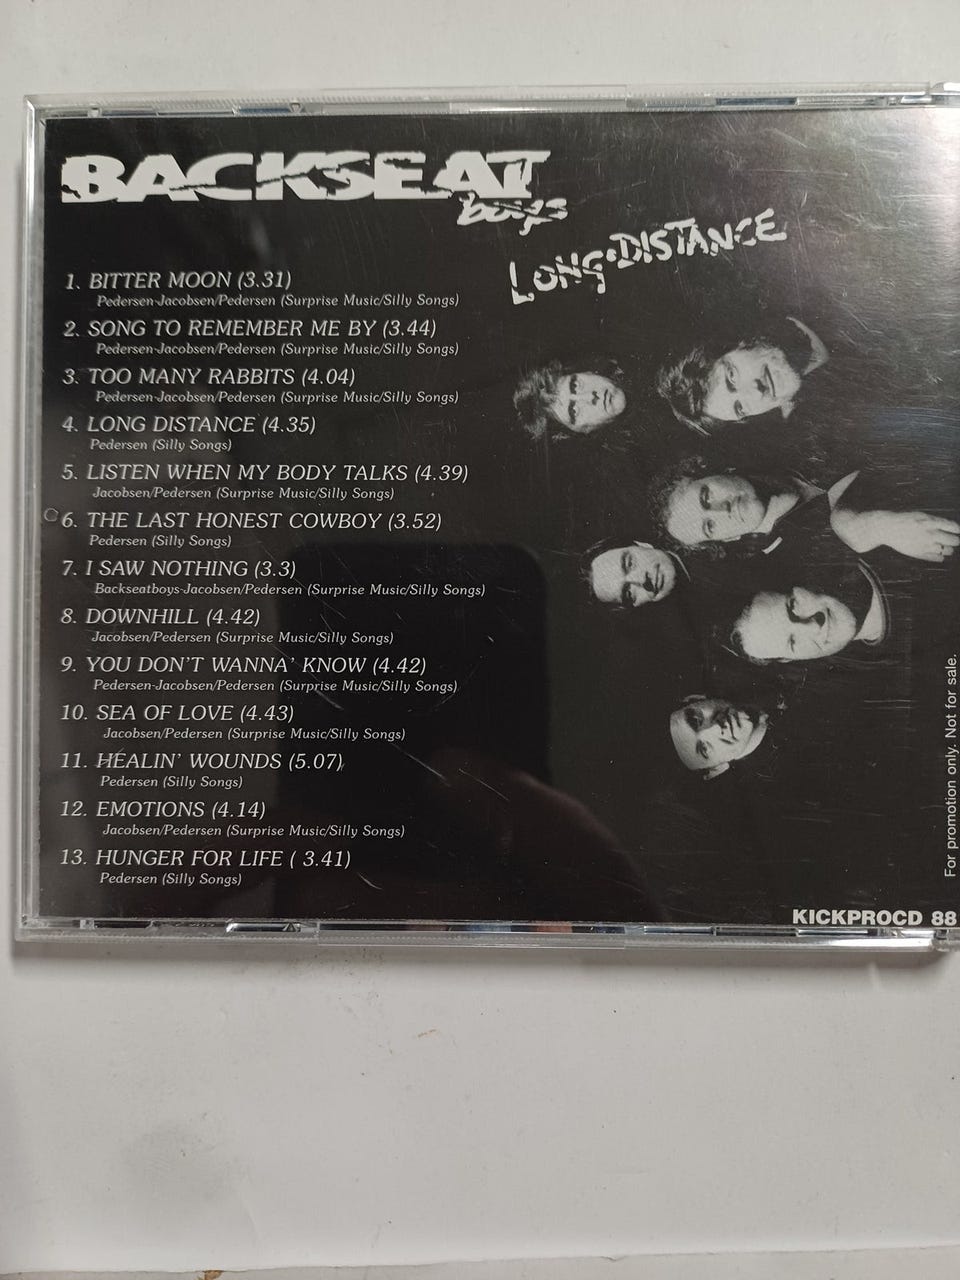 BACKSEAT
boys
LONG·DISTANCE
1. BITTER MOON (3.31)
Pedersen-Jacobsen/Pedersen (Surprise Music/Silly Songs)
2. SONG TO REMEMBER ME BY (3.44)
Pedersen-Jacobsen/Pedersen (Surprise Music/Silly Songs)
3. TOO MANY RABBITS (4.04)
Pedersen-Jacobsen/Pedersen (Surprise Music/Silly Songs)
4. LONG DISTANCE (4.35)
Pedersen (Silly Songs)
5. LISTEN WHEN MY BODY TALKS (4.39)
Jacobsen/Pedersen (Surprise Music/Silly Songs)
6. THE LAST HONEST COWBOY (3.52)
Pedersen (Silly Songs)
7. I SAW NOTHING (3.3)
Backseatboys-Jacobsen/Pedersen (Surprise Music/Silly Songs)
8. DOWNHILL (4.42)
Jacobsen/Pedersen (Surprise Music/Silly Songs)
9. YOU DON'T WANNA' KNOW (4.42)
Pedersen-Jacobsen/Pedersen (Surprise Music/Silly Songs)
10. SEA OF LOVE (4.43)
Jacobsen/Pedersen (Surprise Music/Silly Songs)
11. HEALIN' WOUNDS (5.07)
Pedersen (Silly Songs)
12. EMOTIONS (4.14)
Jacobsen/Pedersen (Surprise Music/Silly Songs)
13. HUNGER FOR LIFE ( 3.41)
Pedersen (Silly Songs)
For promotion only. Not for sale.
KICKPROCD 88